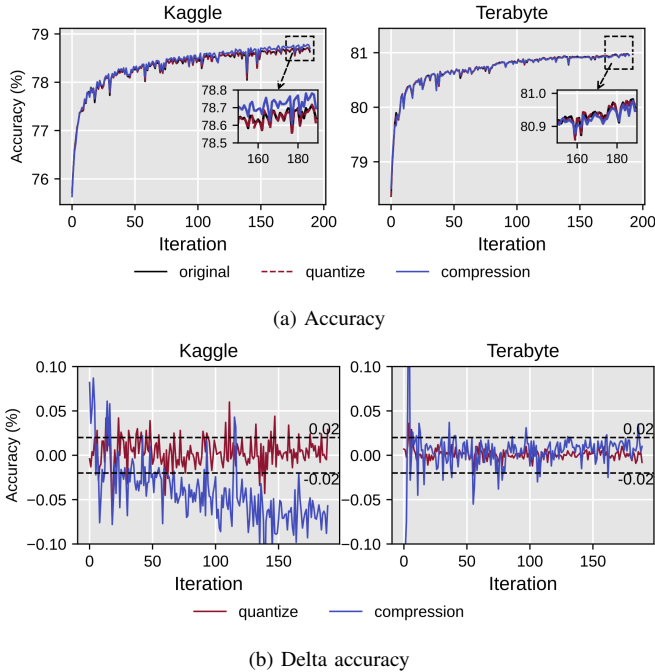 Kaggle
Terabyte
79
78
77
76
Accuracy (%)
78.8
78.7
78.6
78.5
160
180
0
50
100
150
200
Iteration
81
80
79
81.0
80.9
160
180
0
50
100
150
200
Iteration
original
quantize
compression
(a) Accuracy
Kaggle
Terabyte
0.10
0.05
0.00
−0.05
−0.10
Accuracy (%)
0.02
-0.02
0
50
100
150
Iteration
0.10
0.05
0.00
−0.05
−0.10
0.02
-0.02
0
50
100
150
Iteration
quantize
compression
(b) Delta accuracy